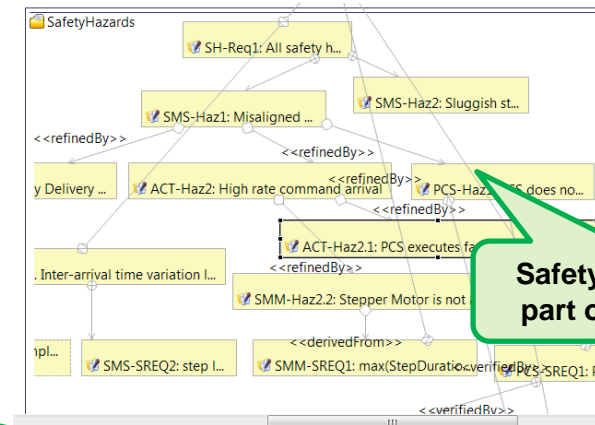 SafetyHazards
SH-Req1: All safety h...
SMS-Haz2: Sluggish st...
SMS-Haz1: Misaligned ...
<<refinedBy>>
<<refinedBy>>
<<refinedBy>>
y Delivery ...
ACT-Haz2: High rate command arrival
PCS-Haz1: does no...
<<refinedBy>>
ACT-Haz2.1: PCS executes fa
<<refinedBy>>
. Inter-arrival time variation l...
Safety
part o
SMM-Haz2.2: Stepper Motor is not
<<derivedFrom>>
npl...
SMS-SREQ2: step l...
SMM-SREQ1: max(StepDuratio
<<verifiedBy>>
PCS-SREQ1:
<<verifiedBy>>